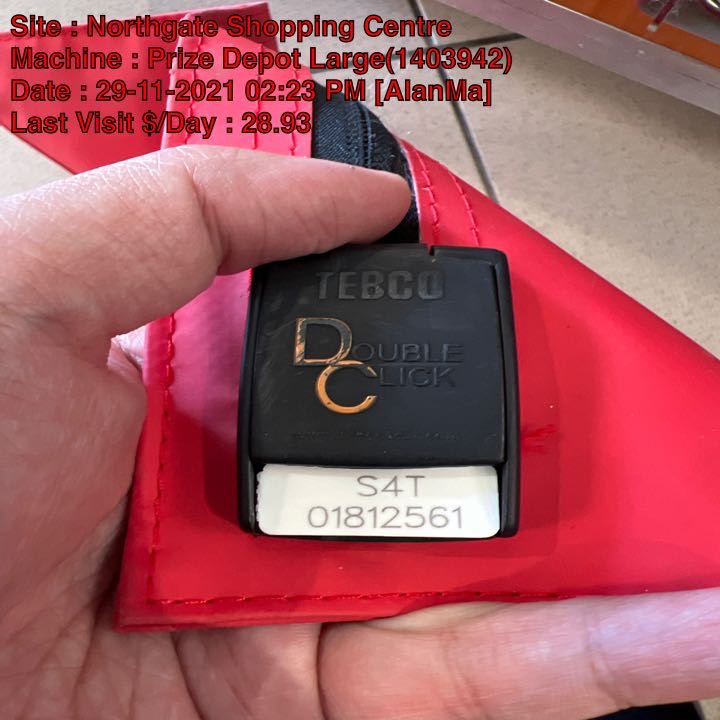 Site : Northgate Shopping Centre
Machine : Prize Depot Large(1403942)
Date : 29-11-2021 02:23 PM [AlanMa]
Last Visit $/Day : 28.93
TEBCO
DOUBLE
CLICK
S4T
01812561